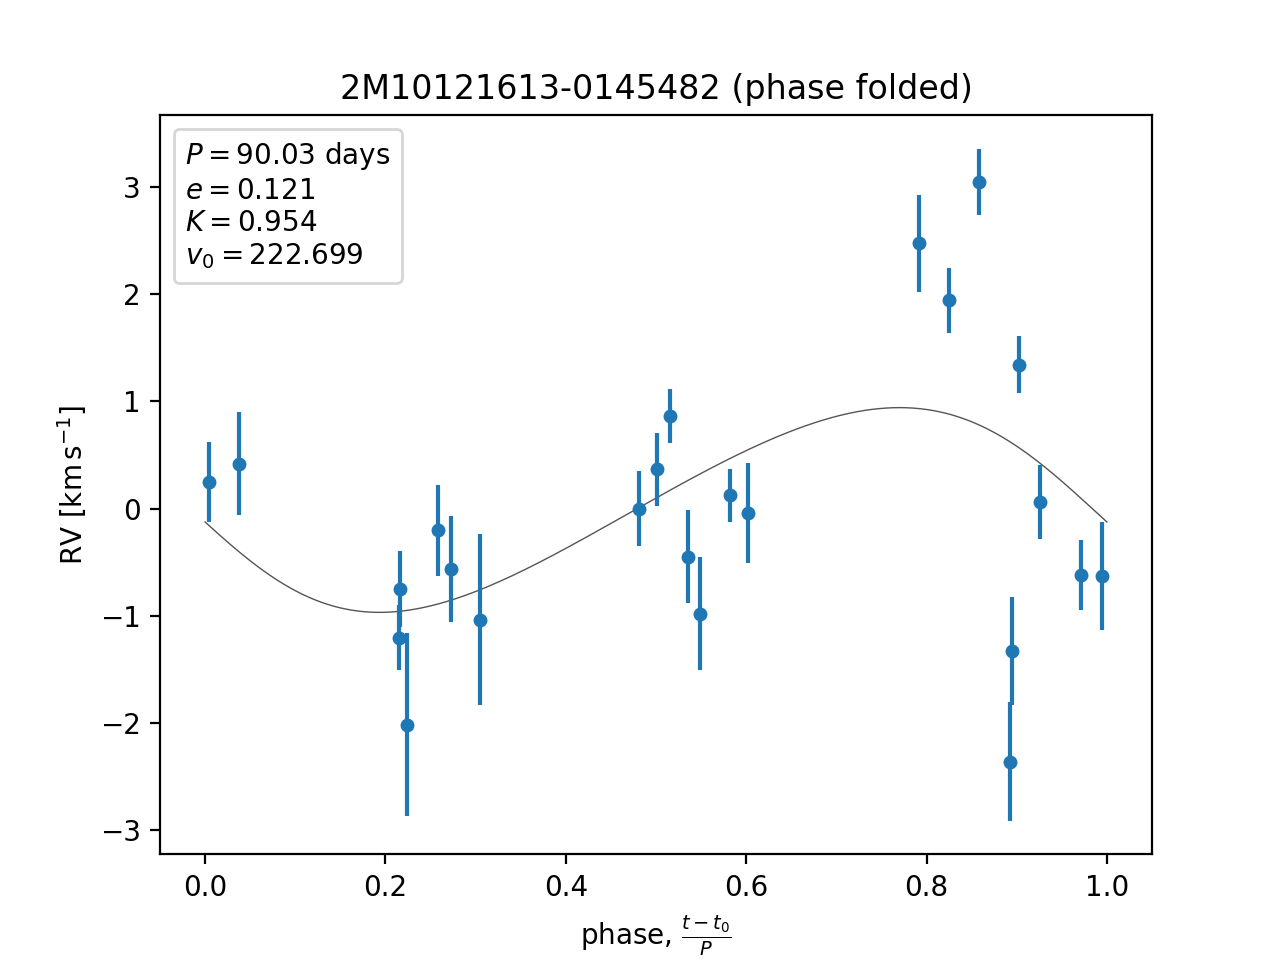 2M10121613-0145482 (phase folded)
P = 90.03 days
e = 0.121
K = 0.954
v₀ = 222.699
3
2
1
0
−1
−2
−3
RV [km s⁻¹]
0.0 0.2 0.4 0.6 0.8 1.0
phase, (t − t₀)/P